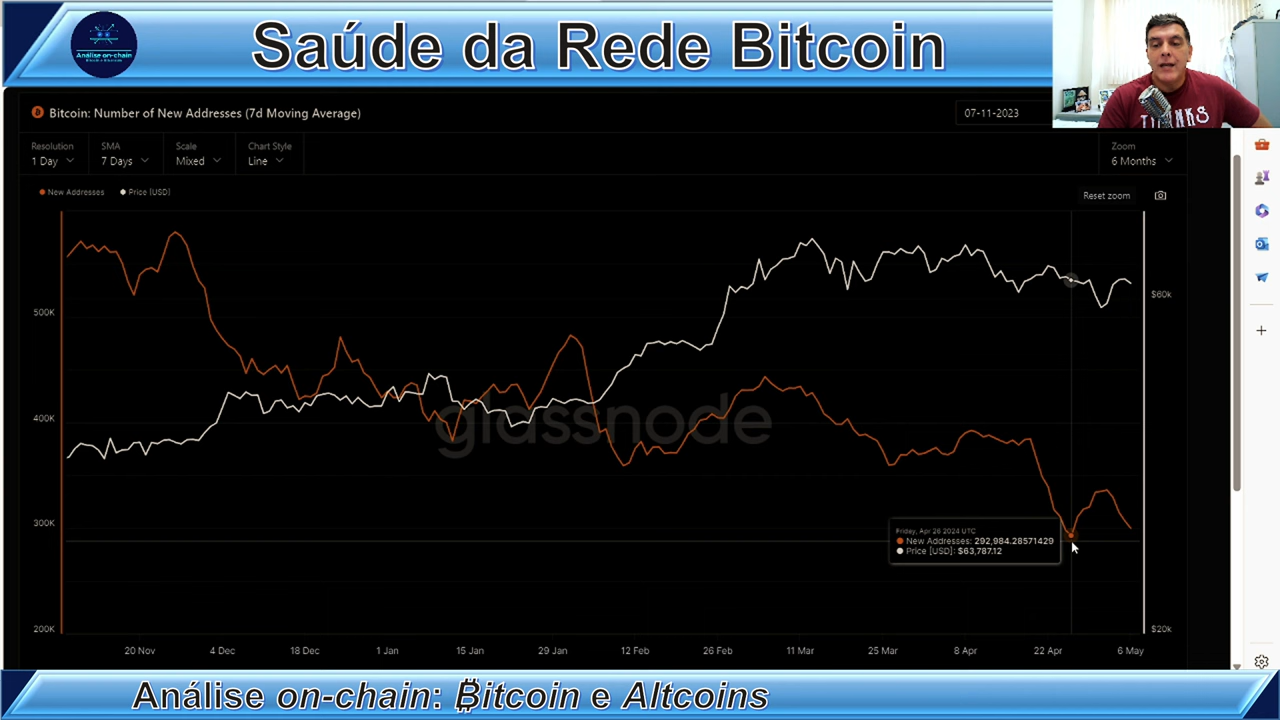 Saúde da Rede Bitcoin
Análise on-chain
Bitcoin: Number of New Addresses (7d Moving Average)
07-11-2023
Resolution
1 Day
SMA
7 Days
Scale
Mixed
Chart Style
Line
Zoom
6 Months
New Addresses
Price [USD]
Reset zoom
500K
400K
300K
200K
$60k
$20k
glassnode
Friday, Apr 26 2024 UTC
New Addresses: 292,984.28571429
Price [USD]: $63,787.12
20 Nov
4 Dec
18 Dec
1 Jan
15 Jan
29 Jan
12 Feb
26 Feb
11 Mar
25 Mar
8 Apr
22 Apr
6 May
Análise on-chain: ₿itcoin e Altcoins